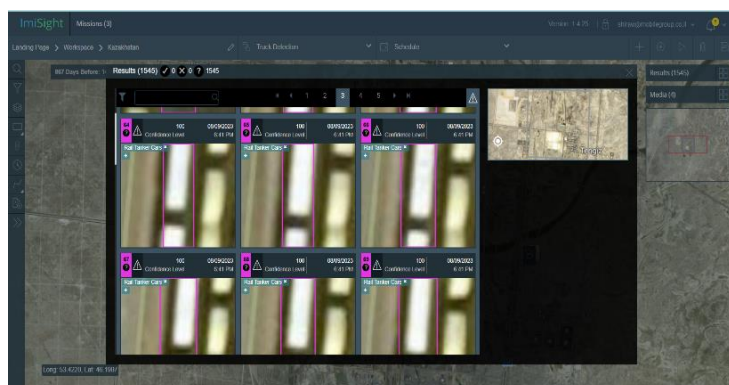 ImiSight Missions (3) Version 1.4.25
Landing Page > Workspace > Kazakhstan Truck Detection Schedule
Results (1545) 0 X 0 ? 1545 Results (1545)
Media (4)
1 2 3 4 5
100 08/09/2023
Confidence Level 6:41 PM
100 08/09/2023
Confidence Level 6:41 PM
100 08/09/2023
Confidence Level 6:41 PM
Rail Tanker Cars Rail Tanker Cars Rail Tanker Cars
Tengiz
100 08/09/2023
Confidence Level 6:41 PM
100 08/09/2023
Confidence Level 6:41 PM
100 08/09/2023
Confidence Level 6:41 PM
Rail Tanker Cars Rail Tanker Cars Rail Tanker Cars